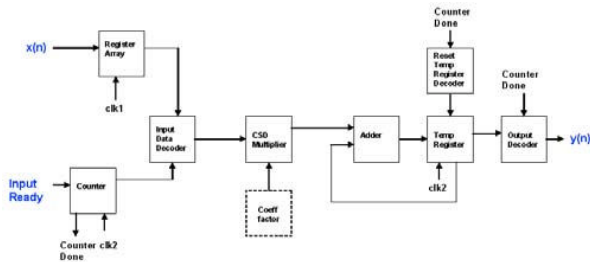 x(n)
Register
Array
clk1
Input
Data
Decoder
Input
Ready
Counter
Counter
Done
clk2
CSD
Multiplier
Coeff
factor
Adder
Counter
Done
Reset
Temp
Register
Decoder
Temp
Register
clk2
Counter
Done
Output
Decoder
y(n)